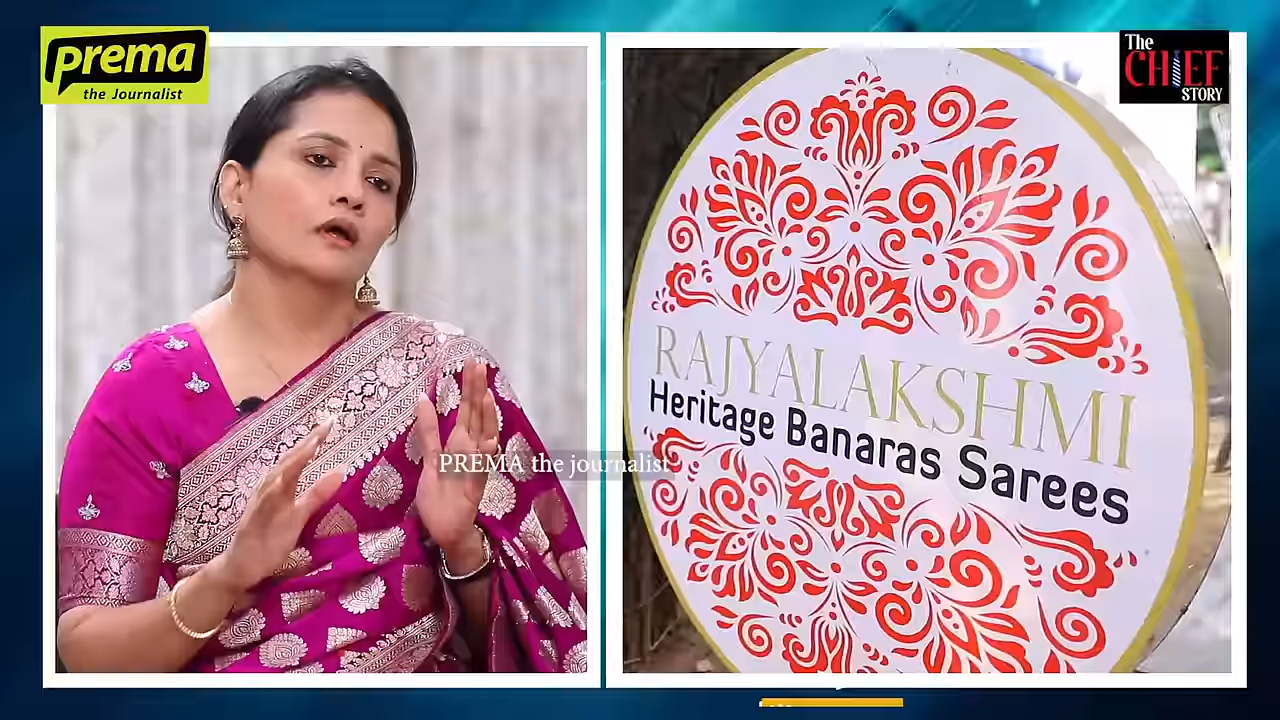 prema
the Journalist
The
CHIEF
STORY
RAJYALAKSHMI
Heritage Banaras Sarees
PREMA the journalist